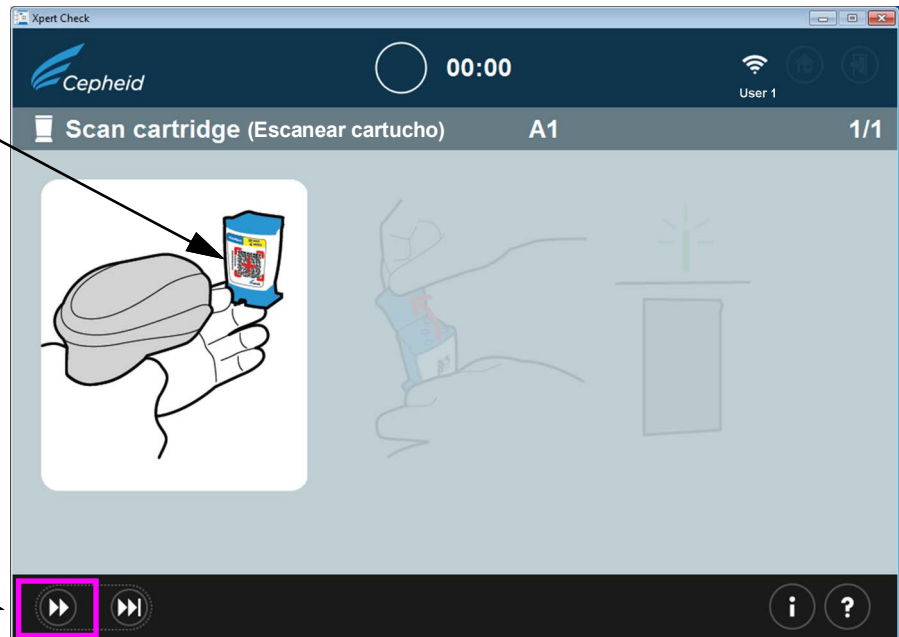 Xpert Check
Cepheid
00:00
User 1
Scan cartridge (Escanear cartucho) A1 1/1
i ?